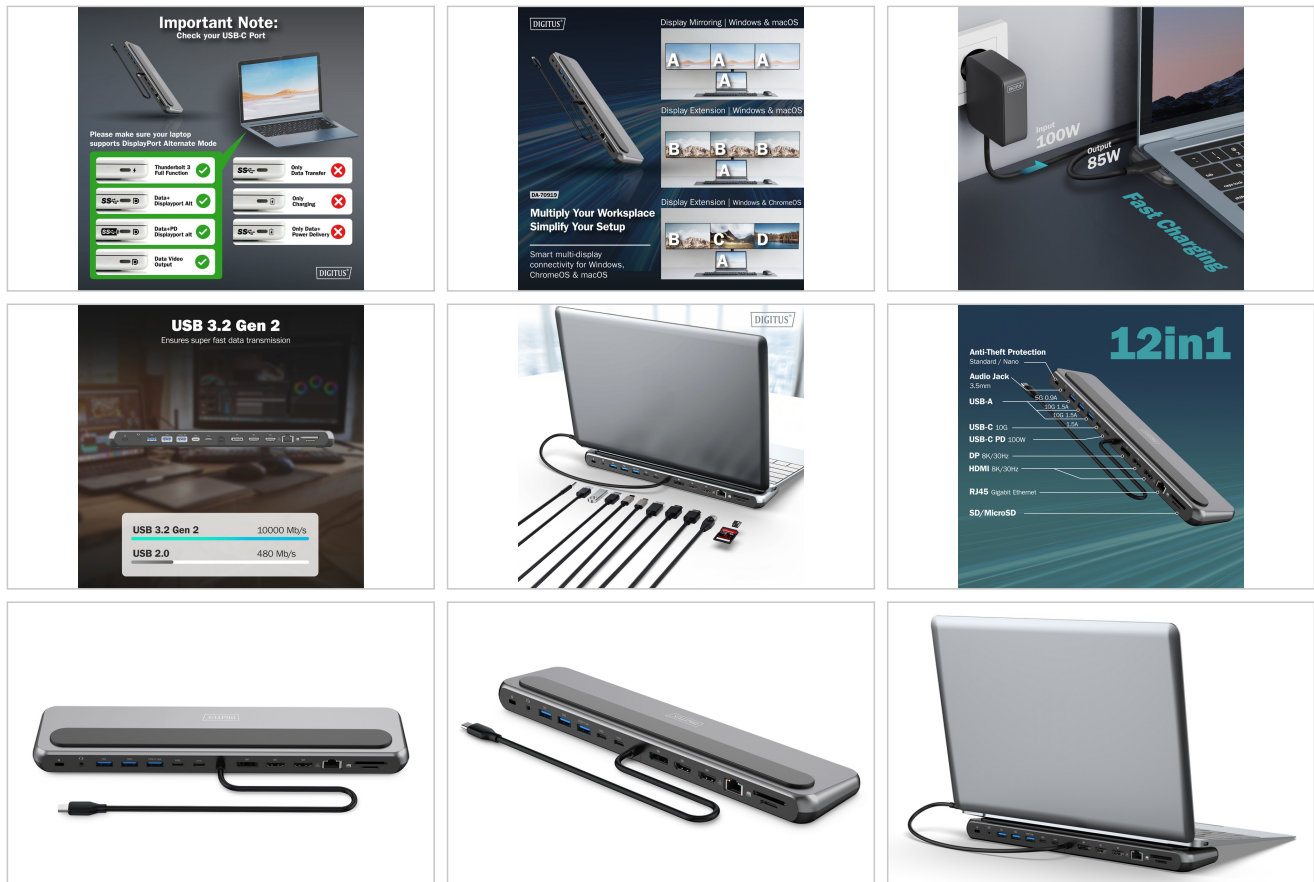 Important Note:
Check your USB-C Port
Please make sure your laptop
supports DisplayPort Alternate Mode
Thunderbolt 3
Full Function
Only
Data Transfer
Data+
Displayport Alt
Only
Charging
Data+PD
Displayport alt
Only Data+
Power Delivery
Data Video
Output
DIGITUS®
DIGITUS®
Display Mirroring | Windows & macOS
A A A
A
Display Extension | Windows & macOS
B B B
A
DA-70919
Multiply Your Worksplace
Simplify Your Setup
Smart multi-display
connectivity for Windows,
ChromeOS & macOS
Display Extension | Windows & ChromeOS
B C D
A
DIGITUS
Input
100W
Output
85W
Fast Charging
USB 3.2 Gen 2
Ensures super fast data transmission
USB 3.2 Gen 2 10000 Mb/s
USB 2.0 480 Mb/s
DIGITUS®
12in1
Anti-Theft Protection
Standard / Nano
Audio Jack
3.5mm
5G 0.9A
USB-A
10G 1.5A
10G 1.5A
USB-C 10G
1.5A
USB-C PD 100W
DP 8K/30Hz
HDMI 8K/30Hz
RJ45 Gigabit Ethernet
SD/MicroSD
DIGITUS
DIGITUS